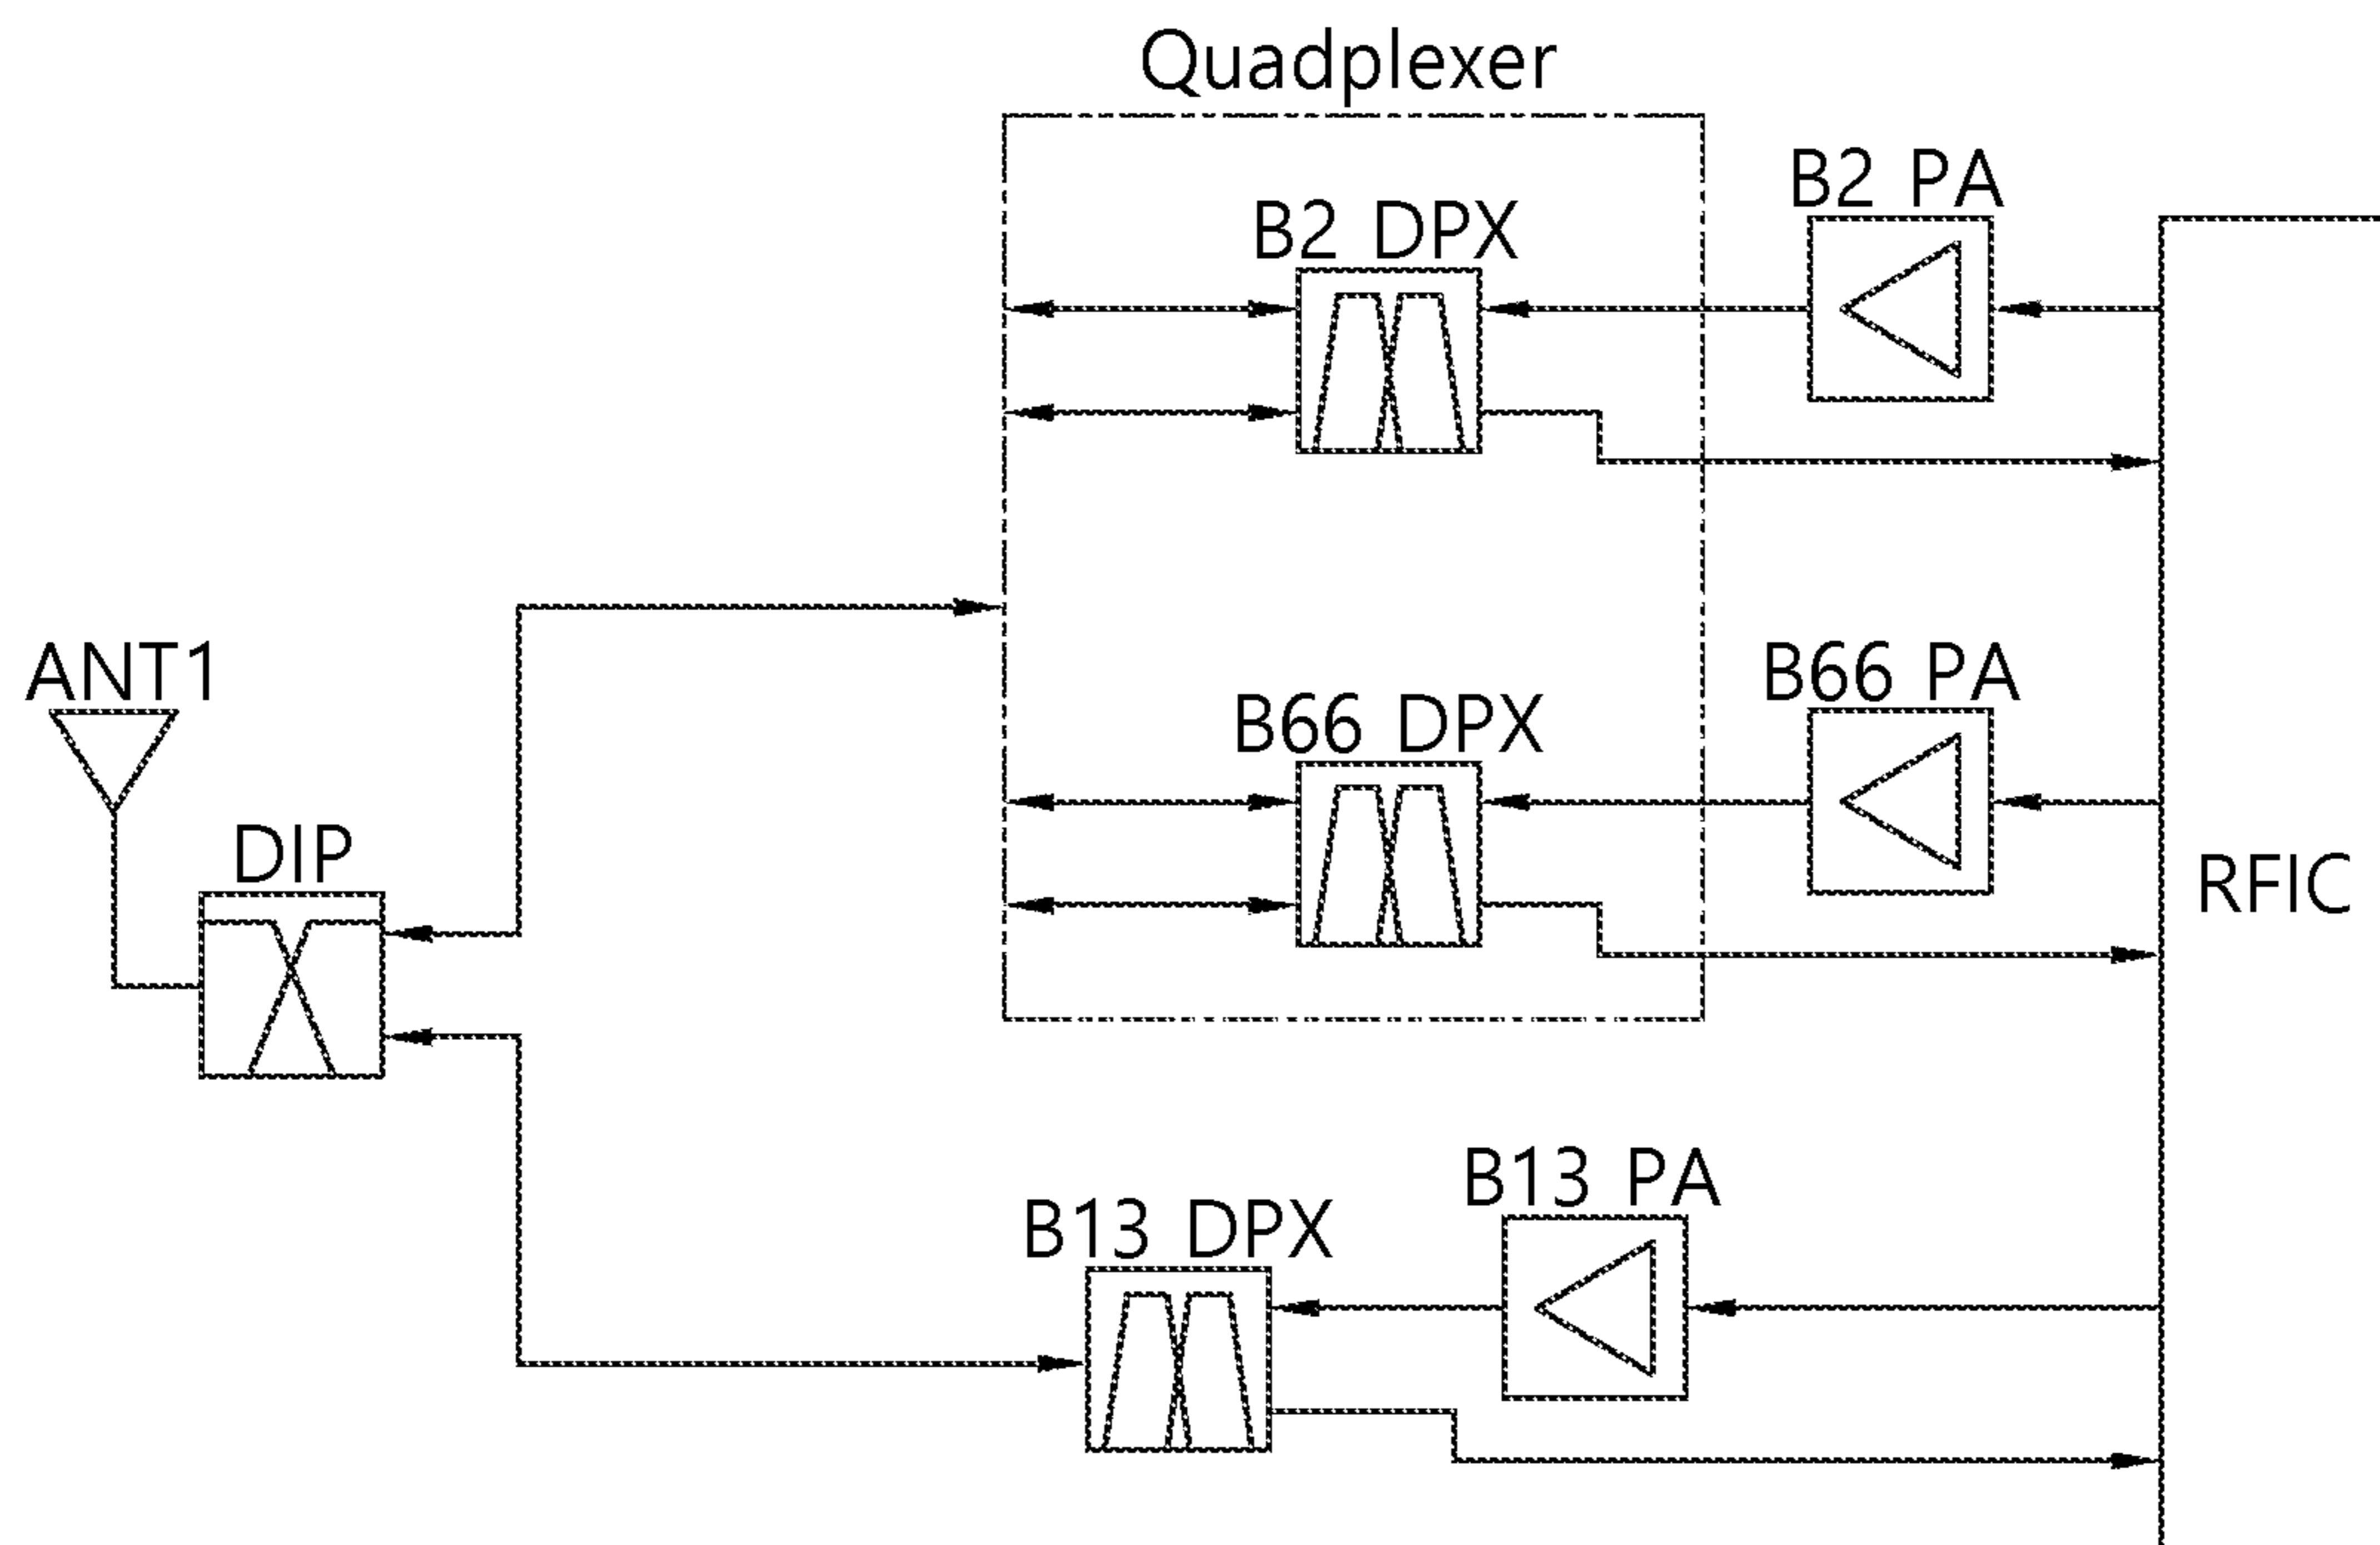 Quadplexer
B2 PA
B2 DPX
ANT1
B66 PA
B66 DPX
DIP
RFIC
B13 PA
B13 DPX